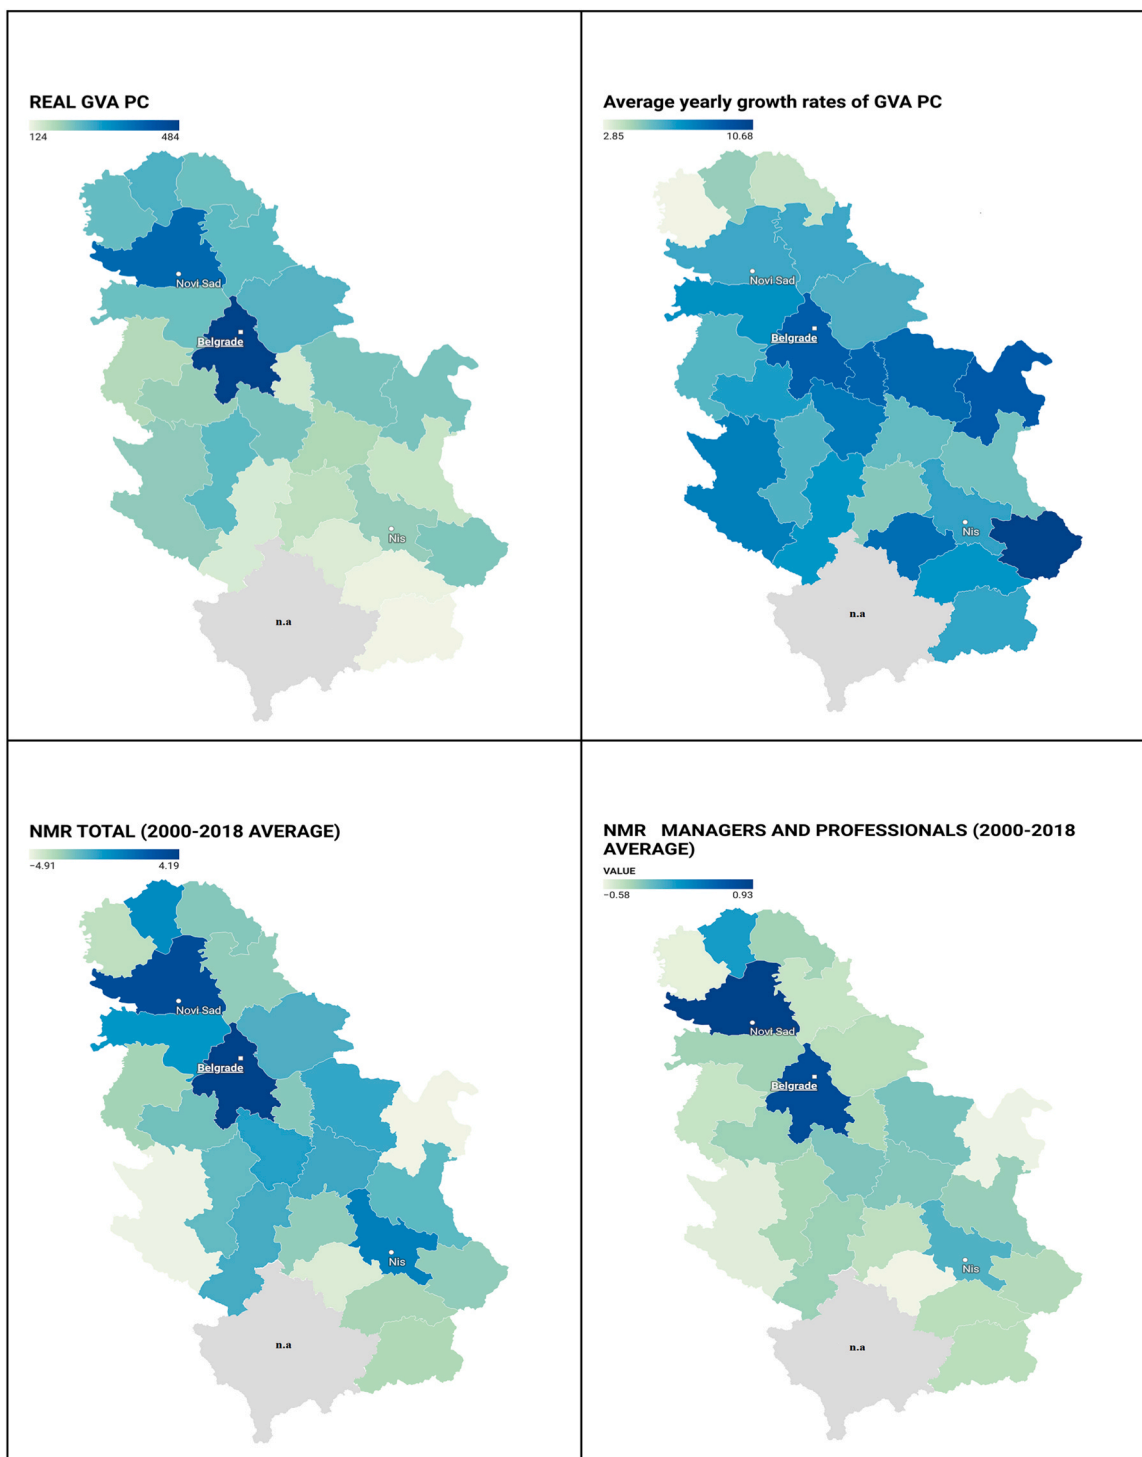 REAL GVA PC
124 484
Novi Sad
Belgrade
Nis
n.a
Average yearly growth rates of GVA PC
2.85 10.68
Novi Sad
Belgrade
Nis
n.a
NMR TOTAL (2000-2018 AVERAGE)
−4.91 4.19
Novi Sad
Belgrade
Nis
n.a
NMR MANAGERS AND PROFESSIONALS (2000-2018
AVERAGE)
VALUE
−0.58 0.93
Novi Sad
Belgrade
Nis
n.a